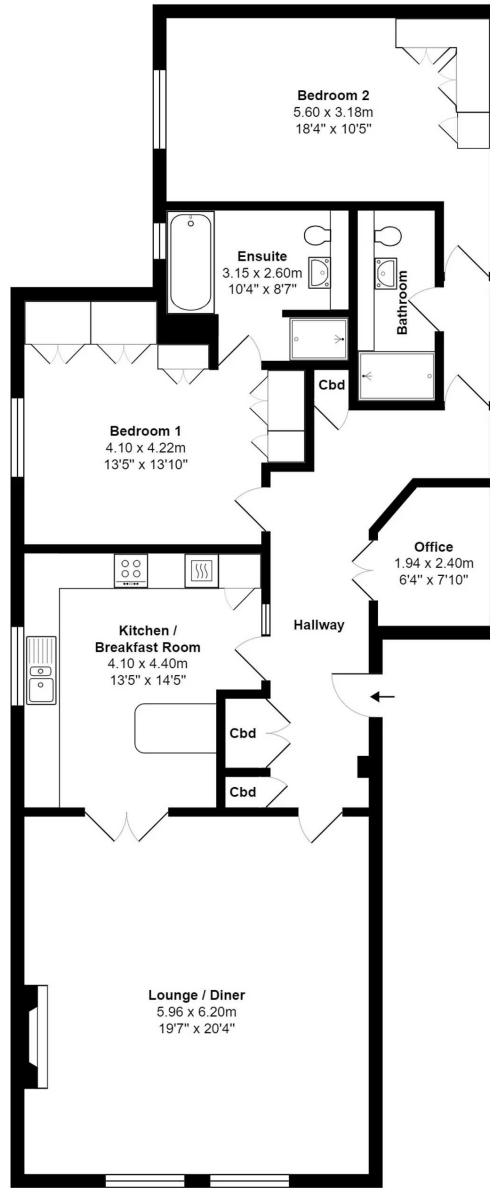 Bedroom 2
5.60 x 3.18m
18'4" x 10'5"
Ensuite
3.15 x 2.60m
10'4" x 8'7"
Bathroom
Cbd
Bedroom 1
4.10 x 4.22m
13'5" x 13'10"
Office
1.94 x 2.40m
6'4" x 7'10"
Hallway
Kitchen /
Breakfast Room
4.10 x 4.40m
13'5" x 14'5"
Cbd
Cbd
Lounge / Diner
5.96 x 6.20m
19'7" x 20'4"